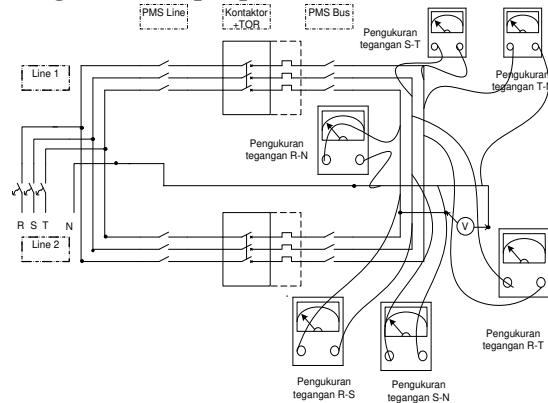 PMS Line
Kontaktor
+TOR
PMS Bus
Pengukuran
tegangan S-T
Line 1
Pengukuran
tegangan T-N
Pengukuran
tegangan R-N
R S T N
V
Line 2
Pengukuran
tegangan R-T
Pengukuran
tegangan R-S
Pengukuran
tegangan S-N